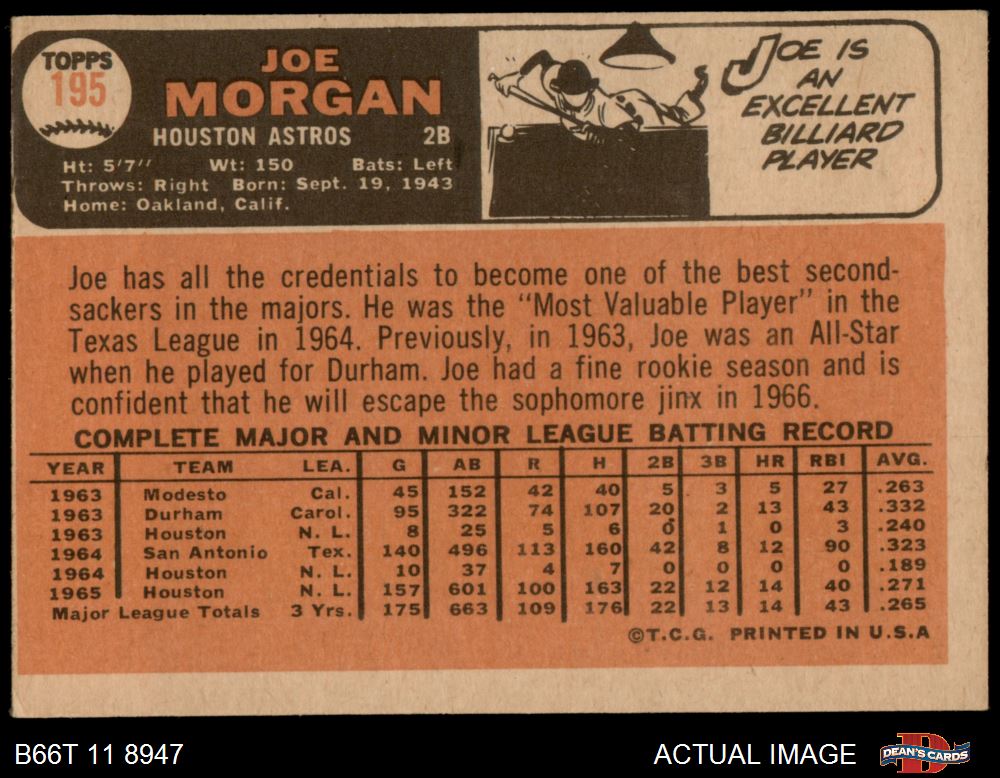 TOPPS
195
JOE
MORGAN
HOUSTON ASTROS 2B
Ht: 5'7'' Wt: 150 Bats: Left
Throws: Right Born: Sept. 19, 1943
Home: Oakland, Calif.
JOE IS
AN
EXCELLENT
BILLIARD
PLAYER
Joe has all the credentials to become one of the best second-
sackers in the majors. He was the "Most Valuable Player" in the
Texas League in 1964. Previously, in 1963, Joe was an All-Star
when he played for Durham. Joe had a fine rookie season and is
confident that he will escape the sophomore jinx in 1966.
COMPLETE MAJOR AND MINOR LEAGUE BATTING RECORD
YEAR TEAM LEA. G AB R H 2B 3B HR RBI AVG.
1963 Modesto Cal. 45 152 42 40 5 3 5 27 .263
1963 Durham Carol. 95 322 74 107 20 2 13 43 .332
1963 Houston N. L. 8 25 5 6 0 1 0 3 .240
1964 San Antonio Tex. 140 496 113 160 42 8 12 90 .323
1964 Houston N. L. 10 37 4 7 0 0 0 0 .189
1965 Houston N. L. 157 601 100 163 22 12 14 40 .271
Major League Totals 3 Yrs. 175 663 109 176 22 13 14 43 .265
©T.C.G. PRINTED IN U.S.A
B66T 11 8947
ACTUAL IMAGE
DEAN'S CARDS